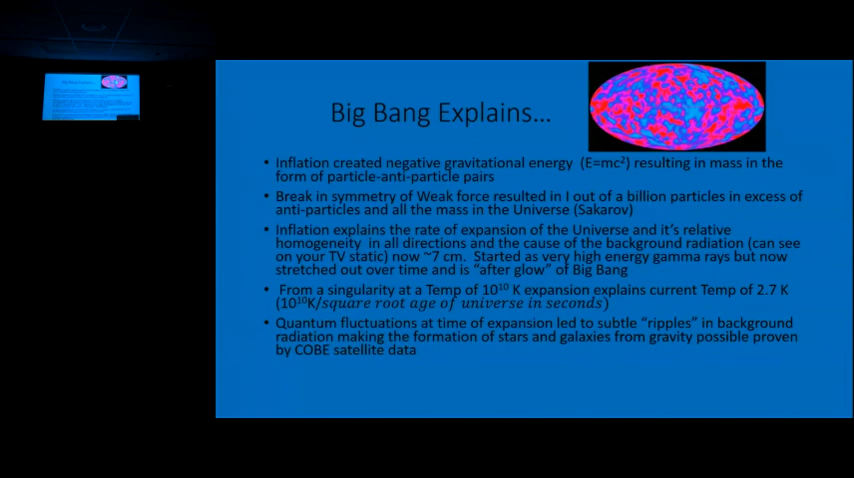 Big Bang Explains...
• Inflation created negative gravitational energy (E=mc²) resulting in mass in the
form of particle-anti-particle pairs
• Break in symmetry of Weak force resulted in I out of a billion particles in excess of
anti-particles and all the mass in the Universe (Sakarov)
• Inflation explains the rate of expansion of the Universe and it's relative
homogeneity in all directions and the cause of the background radiation (can see
on your TV static) now ~7 cm. Started as very high energy gamma rays but now
stretched out over time and is "after glow" of Big Bang
• From a singularity at a Temp of 10¹⁰ K expansion explains current Temp of 2.7 K
(10¹⁰K/square root age of universe in seconds)
• Quantum fluctuations at time of expansion led to subtle "ripples" in background
radiation making the formation of stars and galaxies from gravity possible proven
by COBE satellite data